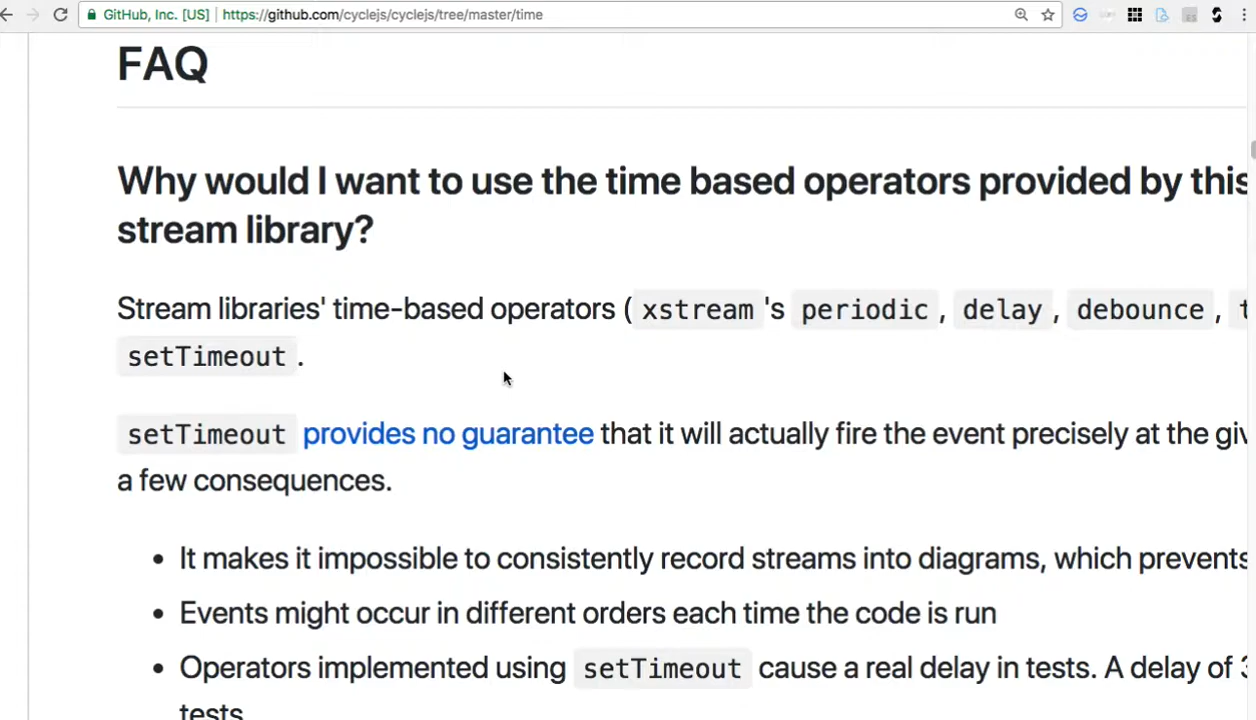 GitHub, Inc. [US] https://github.com/cyclejs/cyclejs/tree/master/time
FAQ
Why would I want to use the time based operators provided by this
stream library?
Stream libraries' time-based operators ( xstream 's periodic , delay , debounce ,
setTimeout .
setTimeout provides no guarantee that it will actually fire the event precisely at the
a few consequences.
• It makes it impossible to consistently record streams into diagrams, which prevents
• Events might occur in different orders each time the code is run
• Operators implemented using setTimeout cause a real delay in tests. A delay of
tests